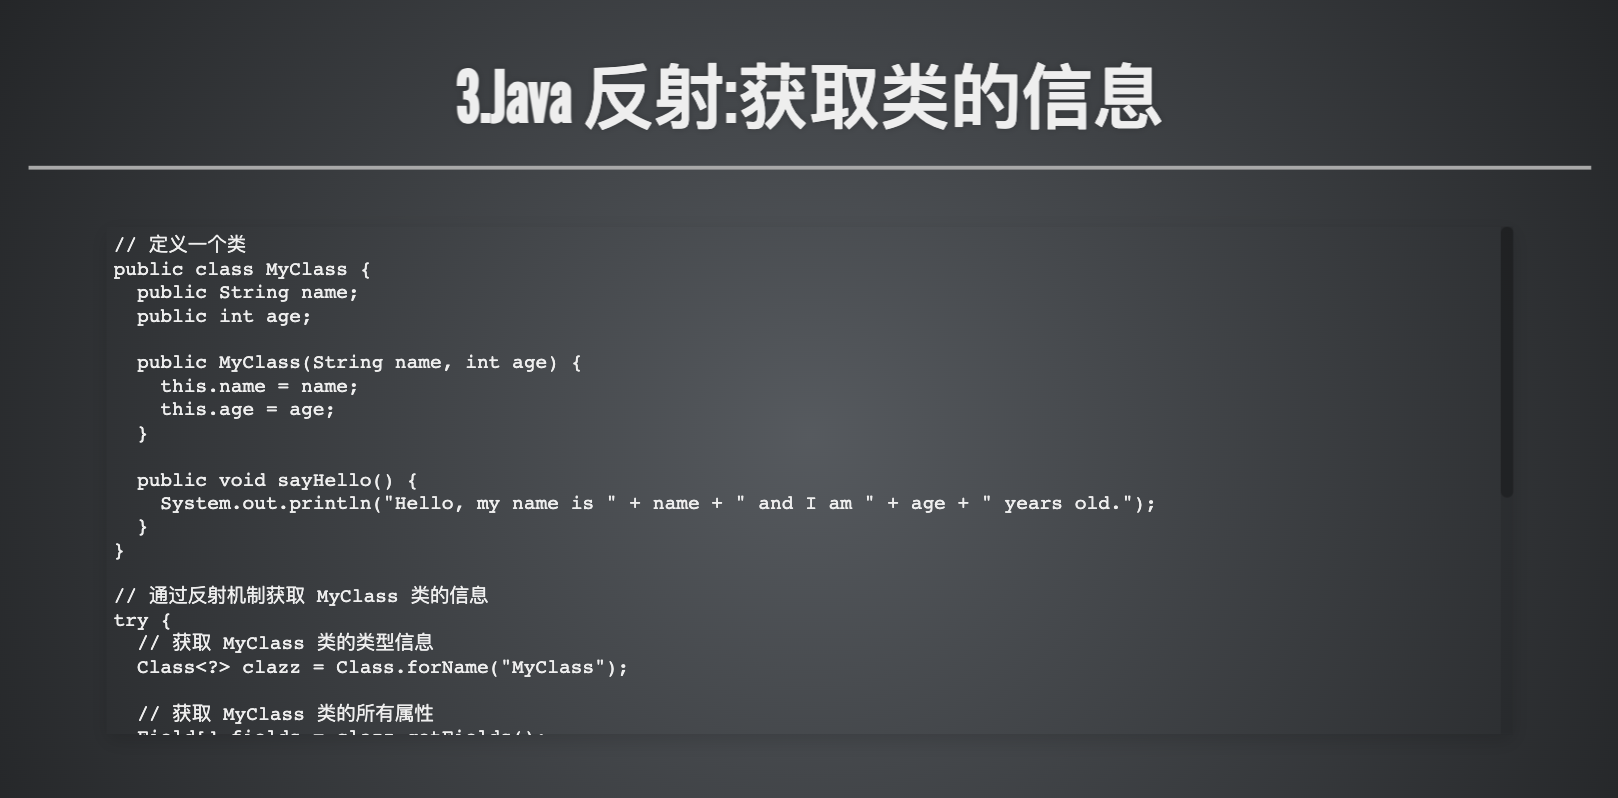 3.Java 反射:获取类的信息
// 定义一个类
public class MyClass {
  public String name;
  public int age;

  public MyClass(String name, int age) {
    this.name = name;
    this.age = age;
  }

  public void sayHello() {
    System.out.println("Hello, my name is " + name + " and I am " + age + " years old.");
  }
}

// 通过反射机制获取 MyClass 类的信息
try {
  // 获取 MyClass 类的类型信息
  Class<?> clazz = Class.forName("MyClass");

  // 获取 MyClass 类的所有属性
  Field[] fields = clazz.getFields();